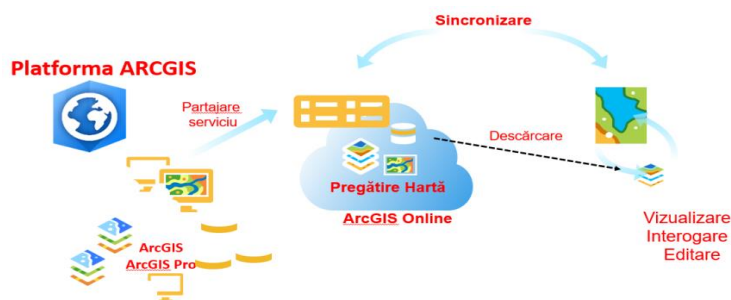 Sincronizare
Platforma ARCGIS
Partajare
serviciu
Descărcare
Pregătire Hartă
ArcGIS Online
Vizualizare
Interogare
Editare
ArcGIS
ArcGIS Pro